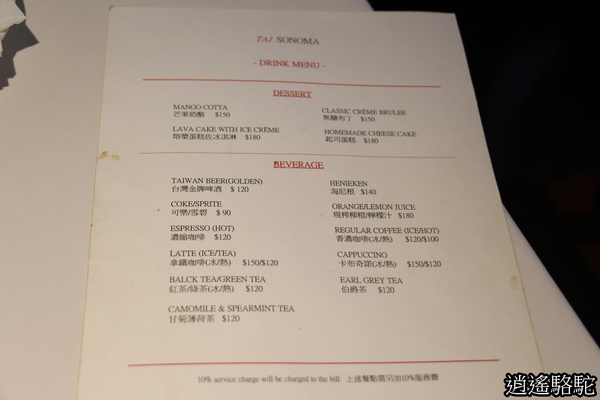 TAJ SONOMA
- DRINK MENU -
DESSERT
MANGO COTTA
芒果奶酪 $150
CLASSIC CRÈME BRULEE
焦糖布丁 $150
LAVA CAKE WITH ICE CRÈME
熔漿蛋糕佐冰淇淋 $180
HOMEMADE CHEESE CAKE
起司蛋糕 $180
BEVERAGE
TAIWAN BEER(GOLDEN)
台灣金牌啤酒 $ 120
HENIEKEN
海尼根 $140
COKE/SPRITE
可樂/雪碧 $ 90
ORANGE/LEMON JUICE
現榨柳橙/檸檬汁 $180
ESPRESSO (HOT)
濃縮咖啡 $120
REGULAR COFFEE (ICE/HOT)
香濃咖啡(冰/熱) $120/$100
LATTE (ICE/TEA)
拿鐵咖啡(冰/熱) $150/$120
CAPPUCCINO
卡布奇諾(冰/熱) $150/$120
BALCK TEA/GREEN TEA
紅茶/綠茶(冰/熱) $120
EARL GREY TEA
伯爵茶 $120
CAMOMILE & SPEARMINT TEA
甘菊薄荷茶 $120
10% service charge will be charged to the bill 上述餐點需另加10%服務費
逍遙駱駝